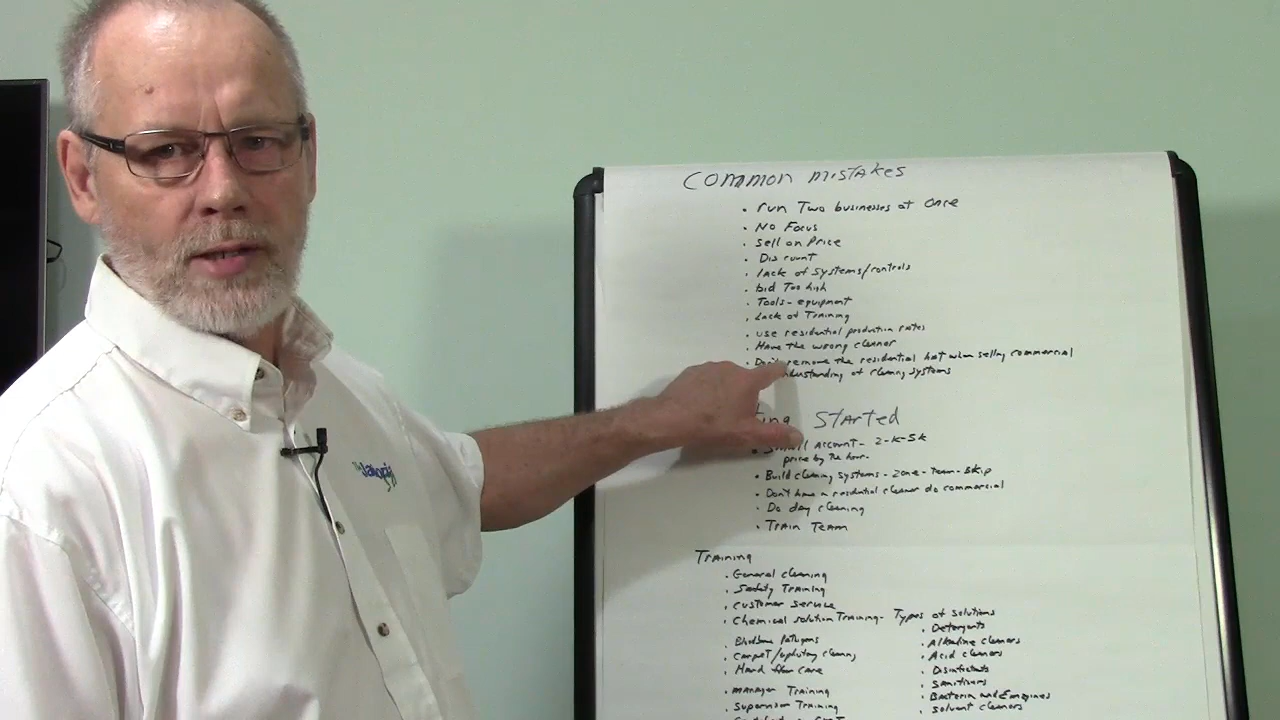 Common mistakes
• run Two businesses at once
• No Focus
• Sell on Price
• Discount
• lack of Systems/controls
• bid Too high
• Tools - equipment
• Lack of Training
• use residential production rates
• Have the wrong cleaner
• Don't remove the residential hat when selling commercial
of cleaning systems
Started
• Account - 2-K-5K
price by the hour-
• Build cleaning systems - Zone - Team - Skip
• Don't have a residential cleaner do commercial
• Do day cleaning
• Train Team
Training
• General cleaning
• Safety Training
• Customer Service
• Chemical solution Training - Types of solutions
• Detergents
• Alkaline cleaners
• Acid cleaners
• Disinfectants
• Sanitisers
• Bacteria and Enzymes
• Solvent cleaners
• Carpet/upholstry cleaning
• Hard floor care
• Manager Training
• Supervisor Training